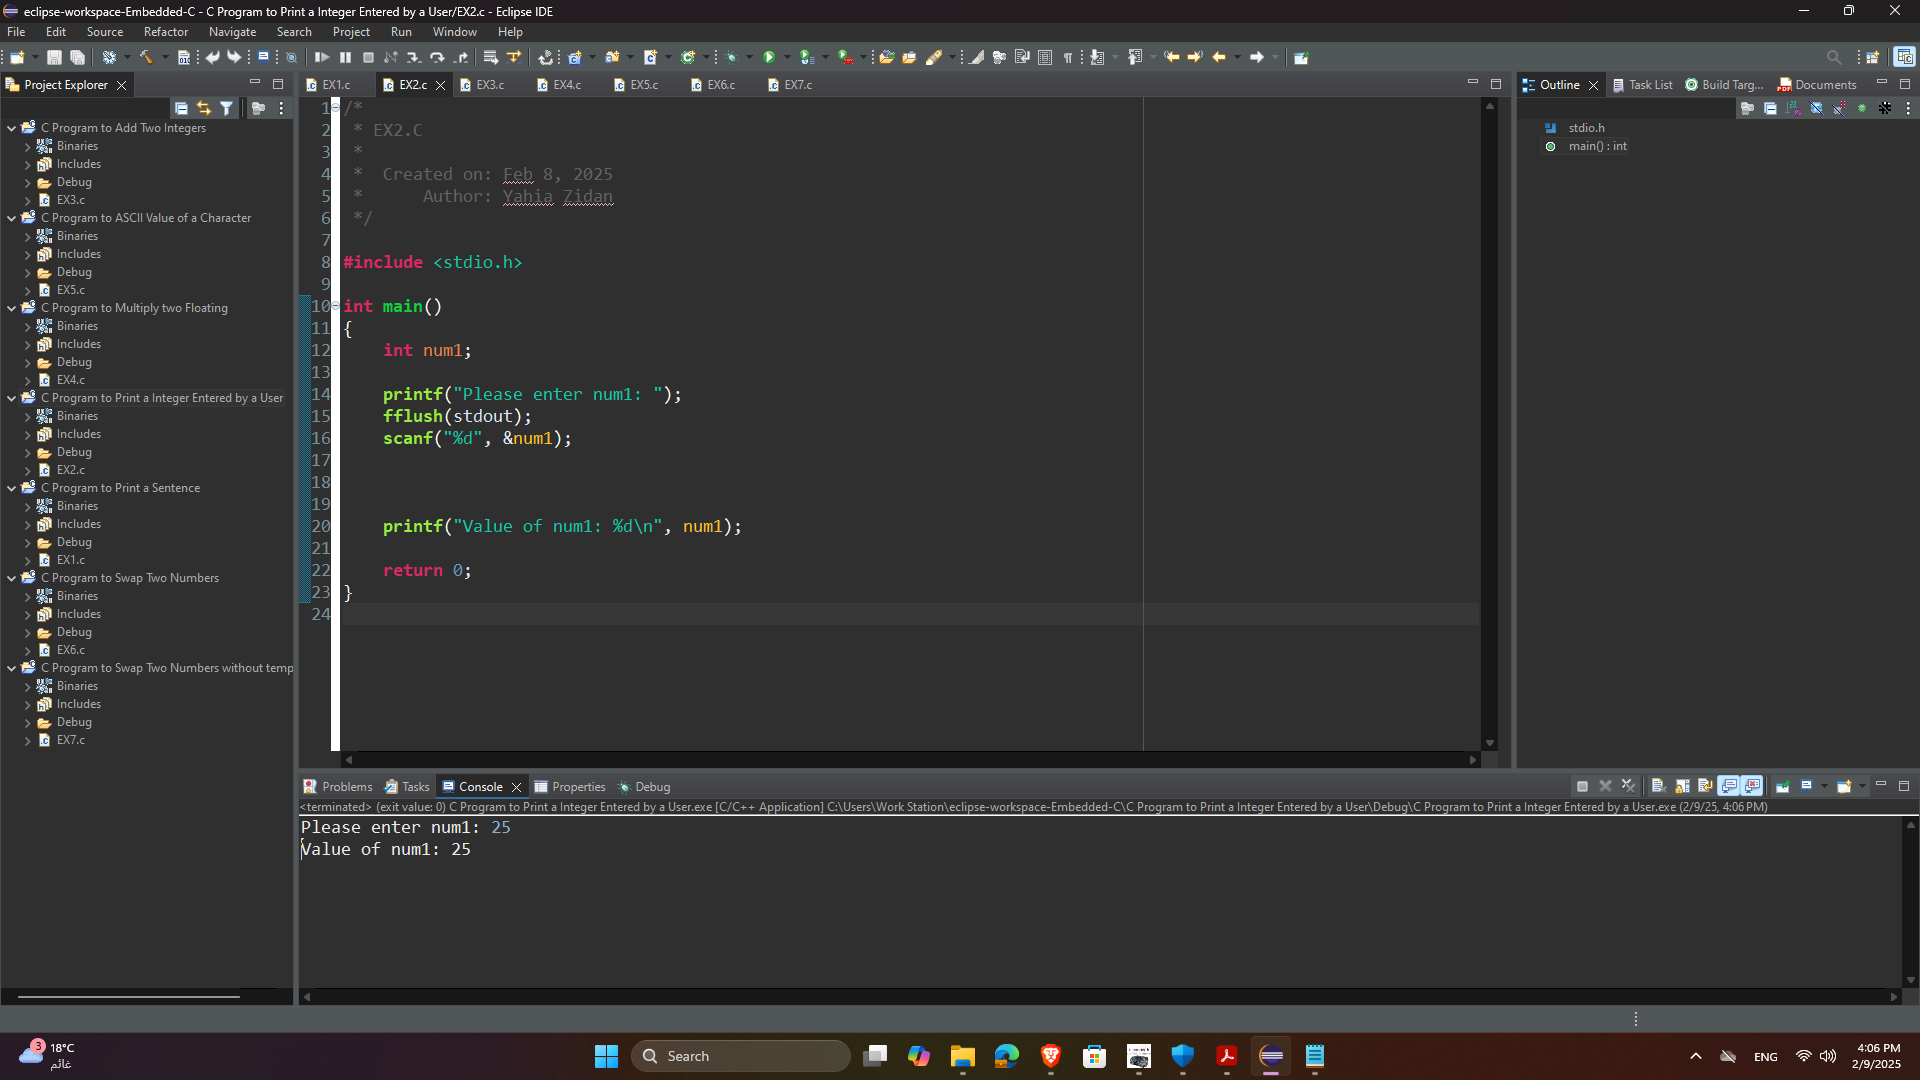 eclipse-workspace-Embedded-C - C Program to Print a Integer Entered by a User/EX2.c - Eclipse IDE
File Edit Source Refactor Navigate Search Project Run Window Help
Project Explorer
C Program to Add Two Integers
Binaries
Includes
Debug
EX3.c
C Program to ASCII Value of a Character
Binaries
Includes
Debug
EX5.c
C Program to Multiply two Floating
Binaries
Includes
Debug
EX4.c
C Program to Print a Integer Entered by a User
Binaries
Includes
Debug
EX2.c
C Program to Print a Sentence
Binaries
Includes
Debug
EX1.c
C Program to Swap Two Numbers
Binaries
Includes
Debug
EX6.c
C Program to Swap Two Numbers without temp
Binaries
Includes
Debug
EX7.c
EX1.c EX2.c EX3.c EX4.c EX5.c EX6.c EX7.c
1 /*
2 * EX2.C
3 *
4 * Created on: Feb 8, 2025
5 * Author: Yahia Zidan
6 */
7
8 #include <stdio.h>
9
10 int main()
11 {
12 int num1;
13
14 printf("Please enter num1: ");
15 fflush(stdout);
16 scanf("%d", &num1);
17
18
19
20 printf("Value of num1: %d\n", num1);
21
22 return 0;
23 }
24
Outline Task List Build Targ... Documents
stdio.h
main() : int
Problems Tasks Console Properties Debug
<terminated> (exit value: 0) C Program to Print a Integer Entered by a User.exe [C/C++ Application] C:\Users\Work Station\eclipse-workspace-Embedded-C\C Program to Print a Integer Entered by a User\Debug\C Program to Print a Integer Entered by a User.exe (2/9/25, 4:06 PM)
Please enter num1: 25
Value of num1: 25
3
18°C
غائم
Search
ENG
4:06 PM
2/9/2025